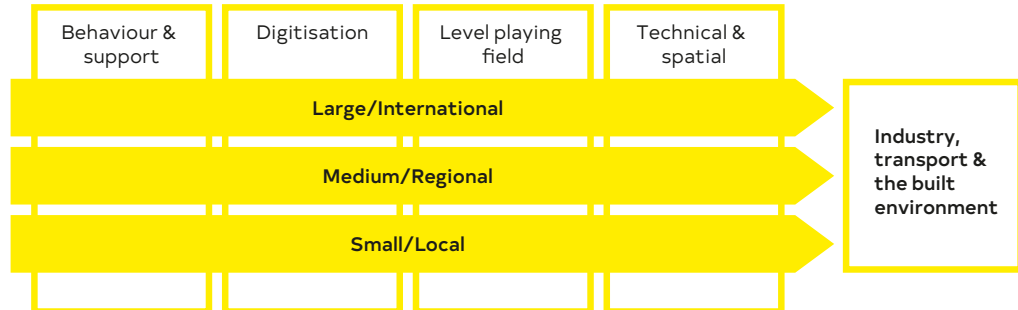 Behaviour &
support
Digitisation
Level playing
field
Technical &
spatial
Large/International
Medium/Regional
Small/Local
Industry,
transport &
the built
environment